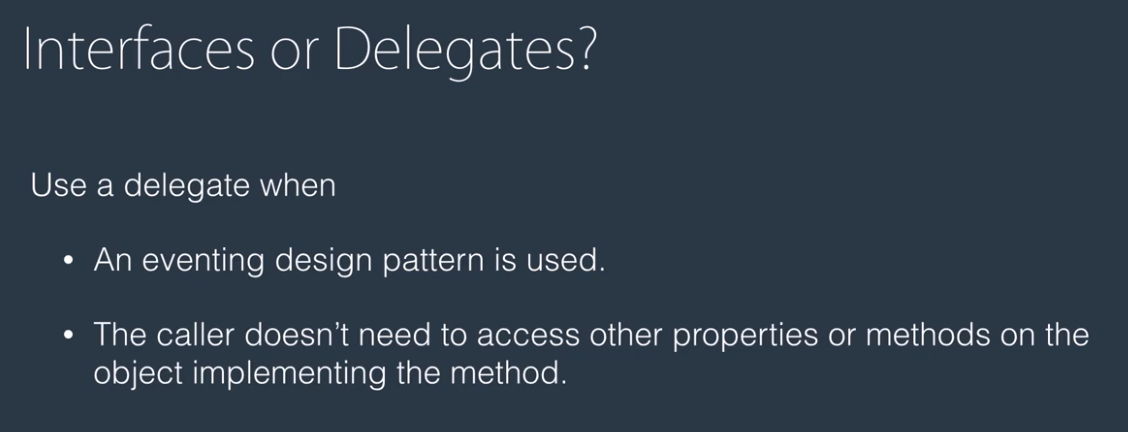 Interfaces or Delegates?
Use a delegate when
• An eventing design pattern is used.
• The caller doesn’t need to access other properties or methods on the
object implementing the method.